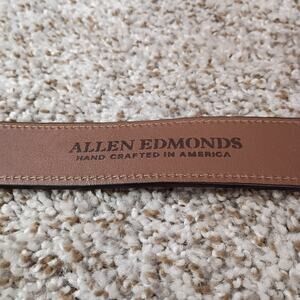 ALLEN EDMONDS
HAND CRAFTED IN AMERICA